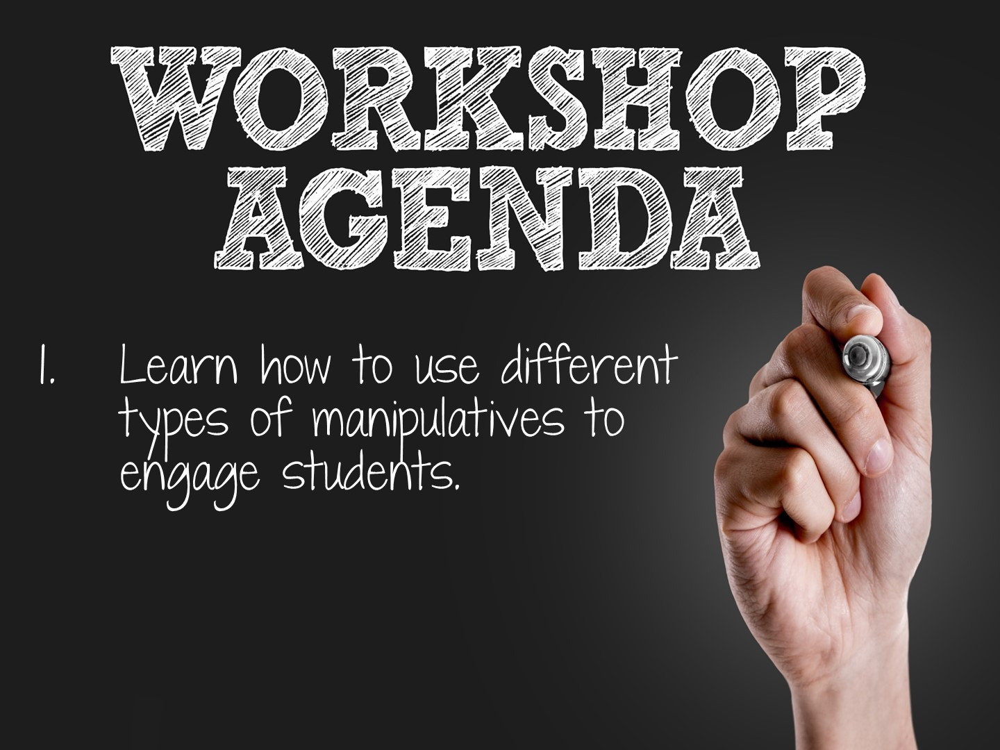 WORKSHOP
AGENDA
1. Learn how to use different
types of manipulatives to
engage students.